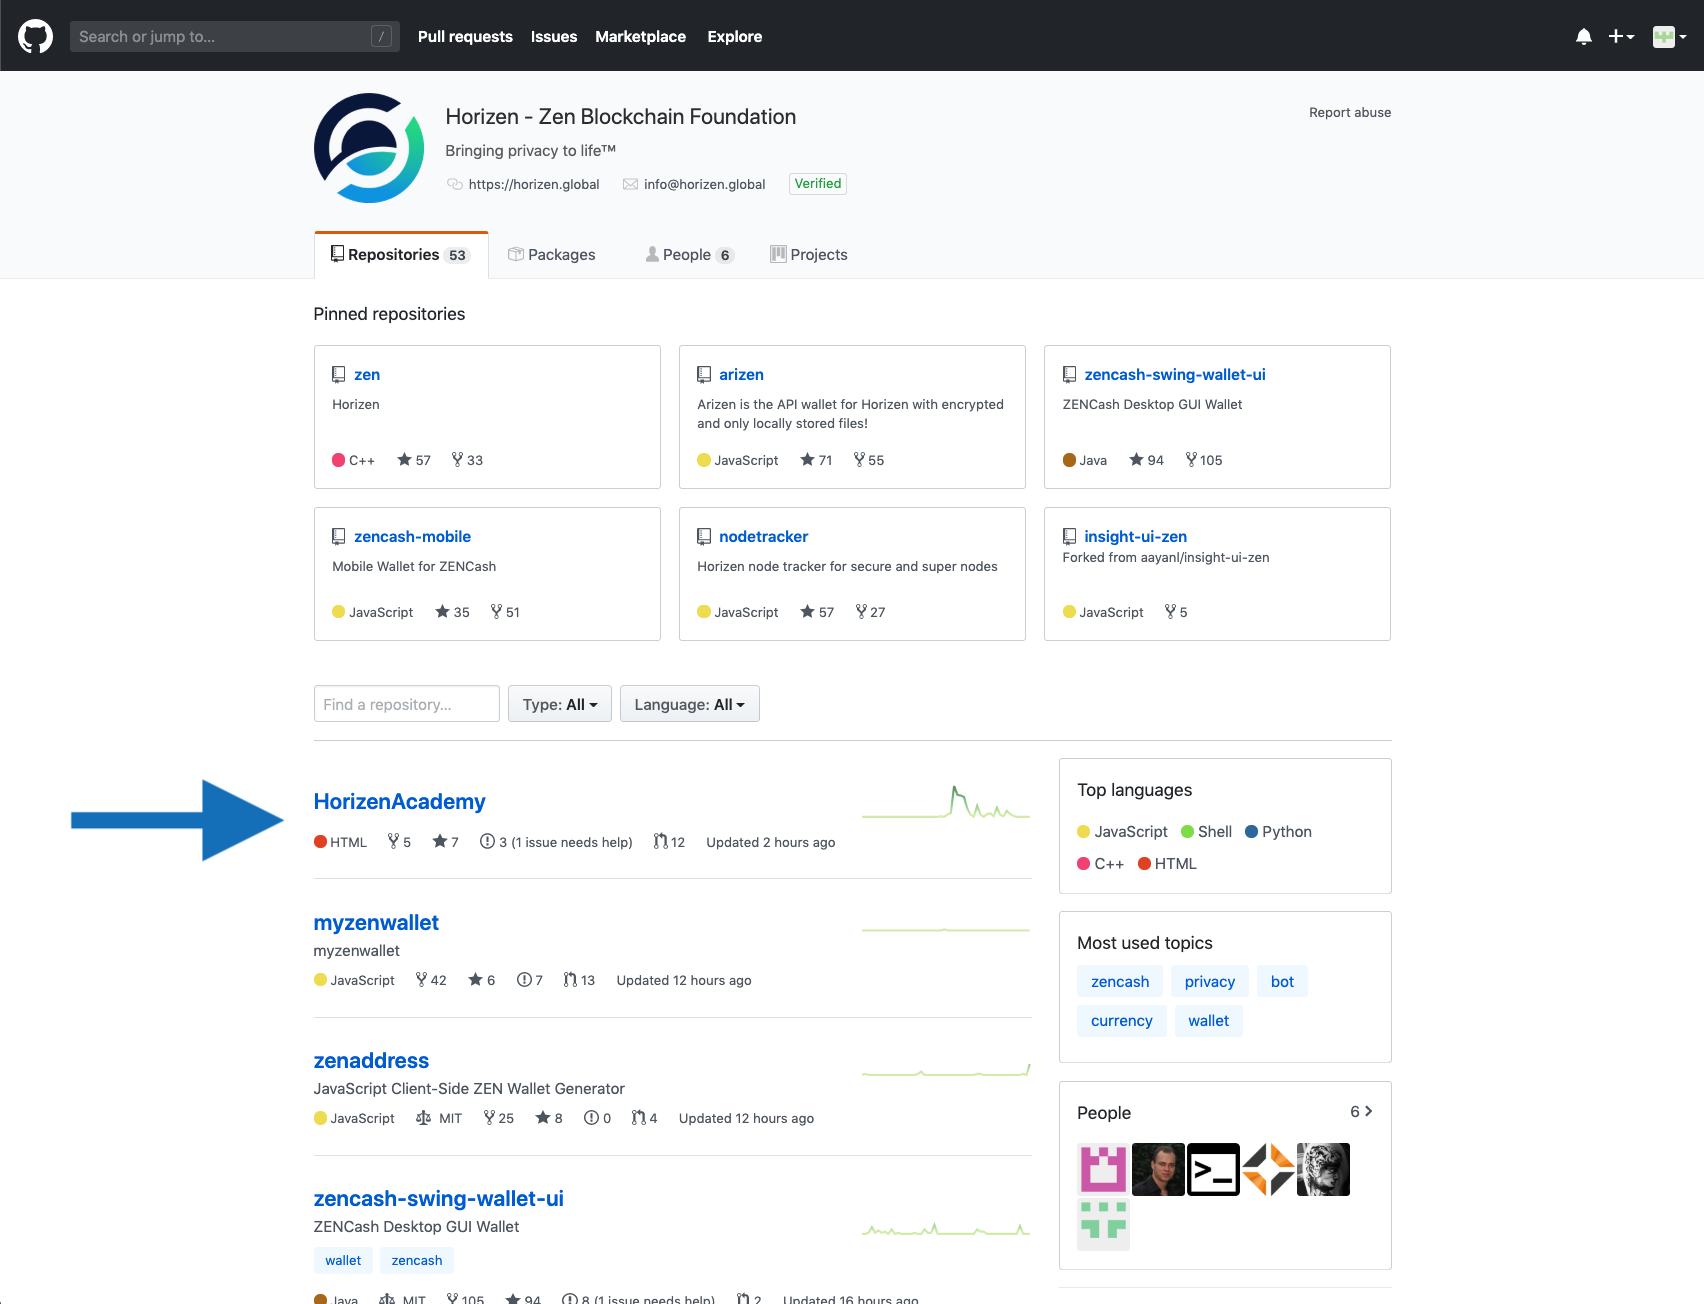 Search or jump to...
/
Pull requests Issues Marketplace Explore
Horizen - Zen Blockchain Foundation
Report abuse
Bringing privacy to life™
https://horizen.global info@horizen.global Verified
Repositories 53 Packages People 6 Projects
Pinned repositories
zen
Horizen
C++ 57 33
arizen
Arizen is the API wallet for Horizen with encrypted
and only locally stored files!
JavaScript 71 55
zencash-swing-wallet-ui
ZENCash Desktop GUI Wallet
Java 94 105
zencash-mobile
Mobile Wallet for ZENCash
JavaScript 35 51
nodetracker
Horizen node tracker for secure and super nodes
JavaScript 57 27
insight-ui-zen
Forked from aayanl/insight-ui-zen
JavaScript 5
Find a repository... Type: All Language: All
HorizenAcademy
HTML 5 7 3 (1 issue needs help) 12 Updated 2 hours ago
myzenwallet
myzenwallet
JavaScript 42 6 7 13 Updated 12 hours ago
zenaddress
JavaScript Client-Side ZEN Wallet Generator
JavaScript MIT 25 8 0 4 Updated 12 hours ago
zencash-swing-wallet-ui
ZENCash Desktop GUI Wallet
wallet zencash
Java MIT 105 94 8 (1 issue needs help) 2 Updated 16 hours ago
Top languages
JavaScript Shell Python
C++ HTML
Most used topics
zencash privacy bot
currency wallet
People 6